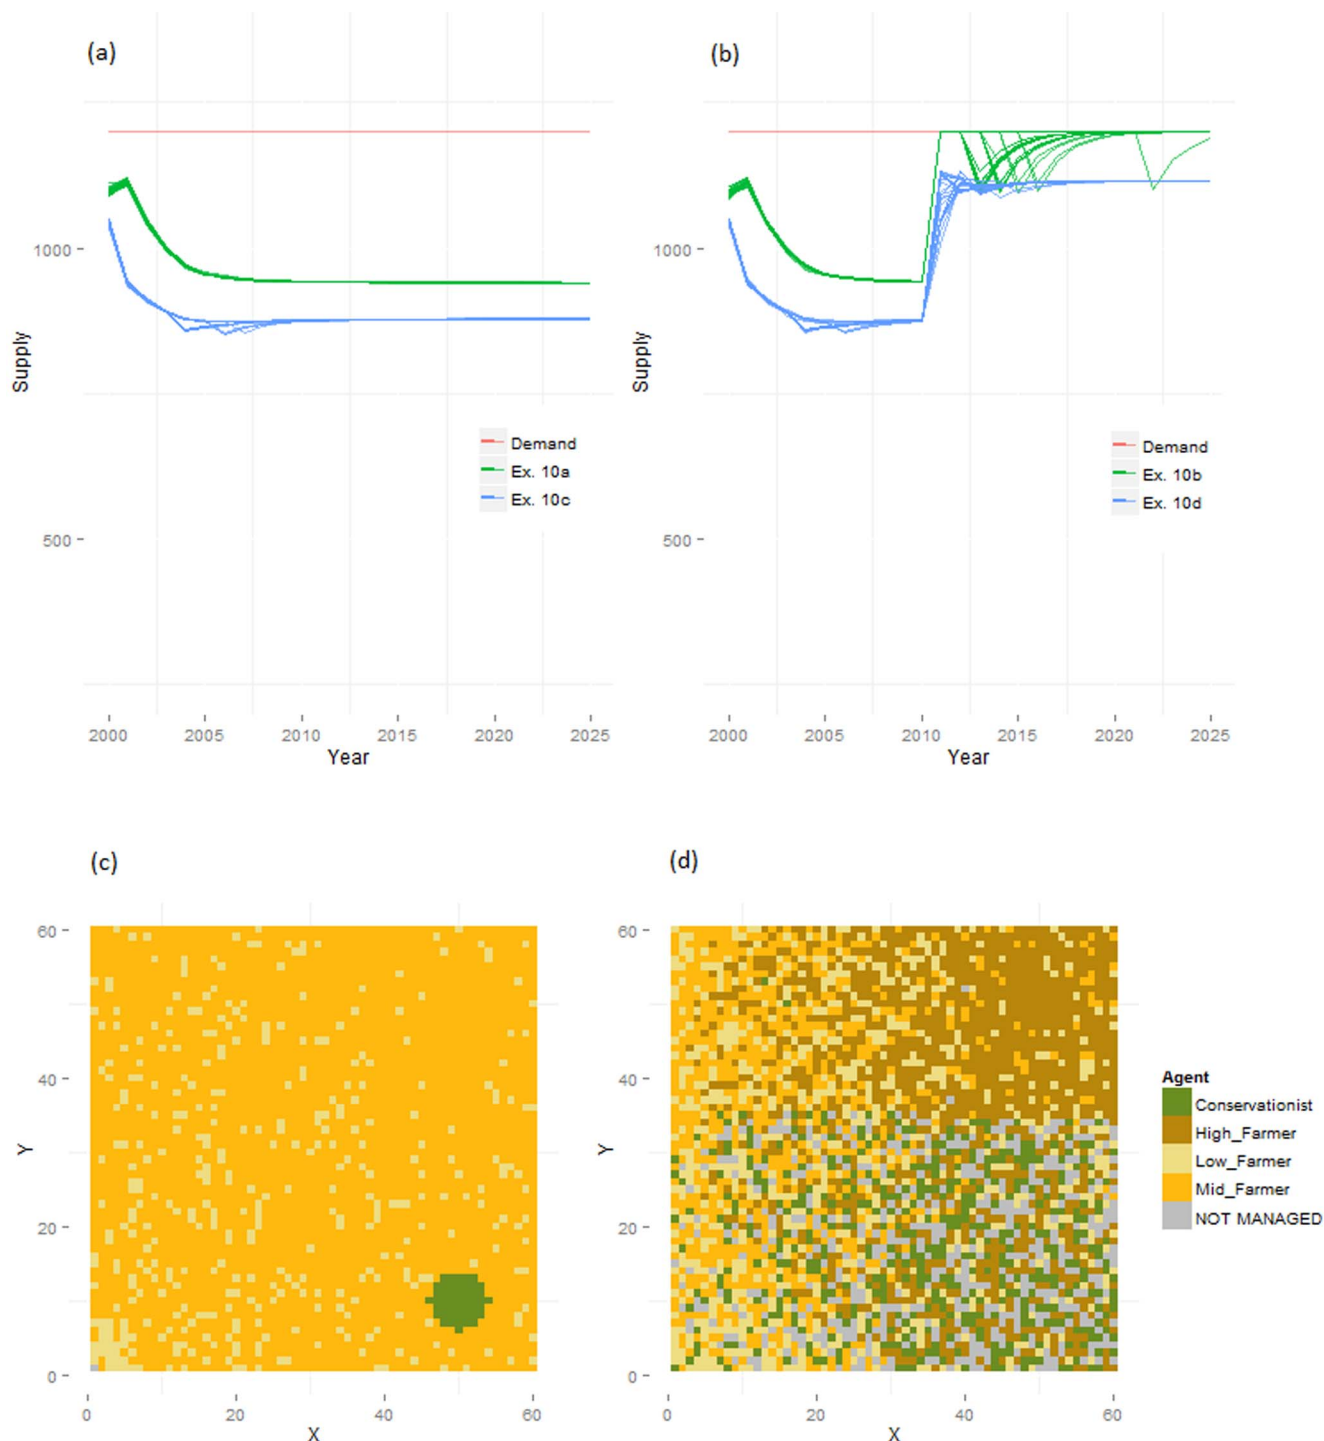 (a)
(b)
1000
1000
Supply
Supply
Demand
Ex. 10a
Ex. 10c
Demand
Ex. 10b
Ex. 10d
500
500
2000 2005 2010 2015 2020 2025
2000 2005 2010 2015 2020 2025
Year
Year
(c)
(d)
60
60
40
40
Y
Y
20
20
0
0
0 20 40 60
0 20 40 60
X
X
Agent
Conservationist
High_Farmer
Low_Farmer
Mid_Farmer
NOT MANAGED